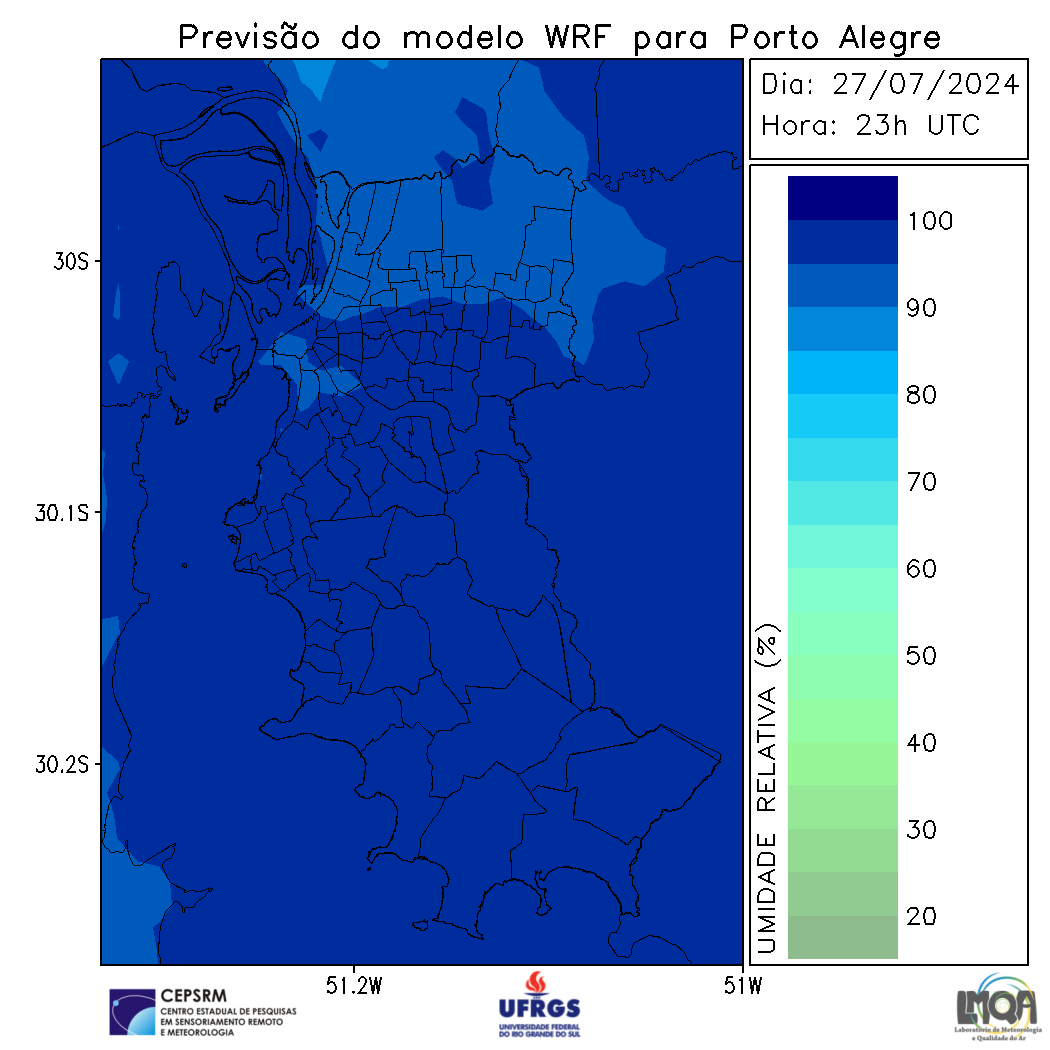 Previsão do modelo WRF para Porto Alegre
Dia: 27/07/2024
Hora: 23h UTC
30S
30.1S
30.2S
51.2W
51W
UMIDADE RELATIVA (%)
100
90
80
70
60
50
40
30
20
CEPSRM
CENTRO ESTADUAL DE PESQUISAS
EM SENSORIAMENTO REMOTO
E METEOROLOGIA
UFRGS
UNIVERSIDADE FEDERAL
DO RIO GRANDE DO SUL
LMQA
Laboratório de Meteorologia
e Qualidade do Ar